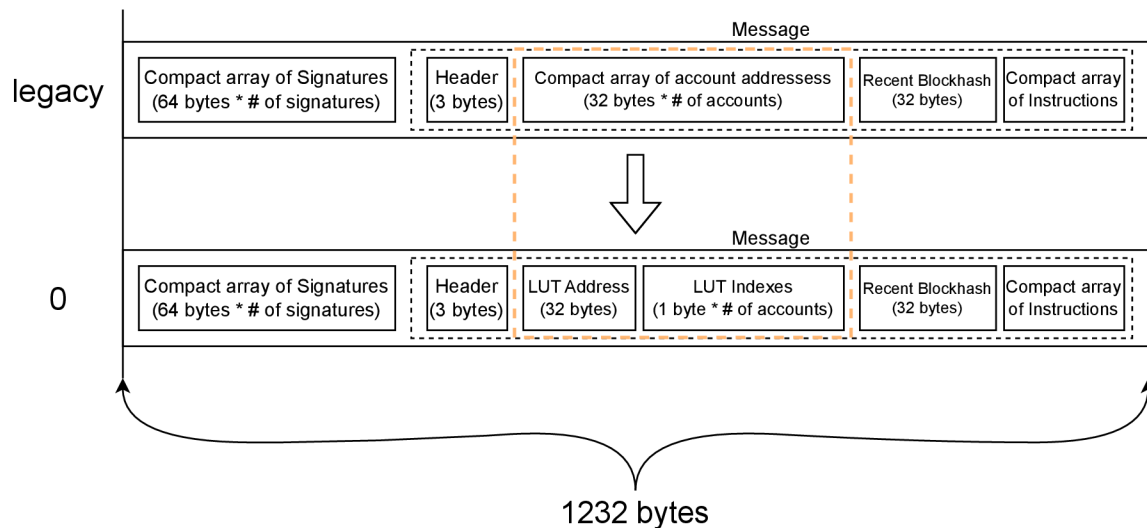 Message
legacy
Compact array of Signatures
(64 bytes * # of signatures)
Header
(3 bytes)
Compact array of account addressess
(32 bytes * # of accounts)
Recent Blockhash
(32 bytes)
Compact array
of Instructions
Message
0
Compact array of Signatures
(64 bytes * # of signatures)
Header
(3 bytes)
LUT Address
(32 bytes)
LUT Indexes
(1 byte * # of accounts)
Recent Blockhash
(32 bytes)
Compact array
of Instructions
1232 bytes